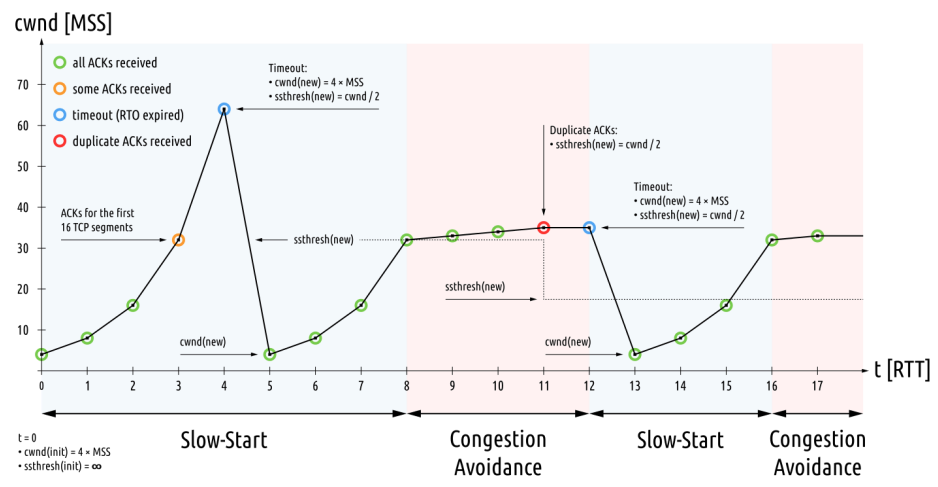 cwnd [MSS]
all ACKs received
some ACKs received
timeout (RTO expired)
duplicate ACKs received
Timeout:
• cwnd(new) = 4 × MSS
• ssthresh(new) = cwnd / 2
Duplicate ACKs:
• ssthresh(new) = cwnd / 2
Timeout:
• cwnd(new) = 4 × MSS
• ssthresh(new) = cwnd / 2
ACKs for the first
16 TCP segments
ssthresh(new)
ssthresh(new)
cwnd(new)
cwnd(new)
70
60
50
40
30
20
10
0 1 2 3 4 5 6 7 8 9 10 11 12 13 14 15 16 17
t [RTT]
Slow-Start
Congestion
Avoidance
Slow-Start
Congestion
Avoidance
t = 0
• cwnd(init) = 4 × MSS
• ssthresh(init) = ∞